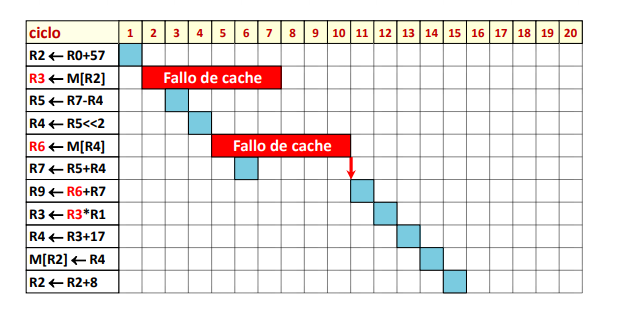 ciclo 1 2 3 4 5 6 7 8 9 10 11 12 13 14 15 16 17 18 19 20
R2 ← R0+57
R3 ← M[R2] Fallo de cache
R5 ← R7-R4
R4 ← R5<<2
R6 ← M[R4] Fallo de cache
R7 ← R5+R4
R9 ← R6+R7
R3 ← R3*R1
R4 ← R3+17
M[R2] ← R4
R2 ← R2+8